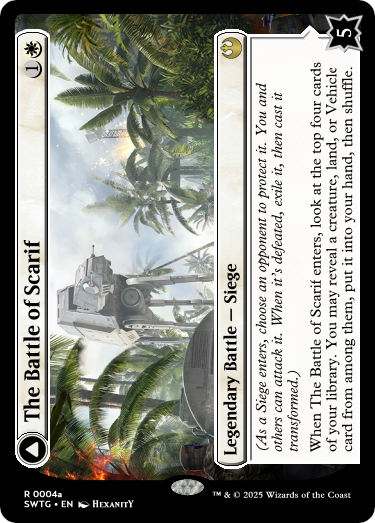 The Battle of Scarif
1
Legendary Battle – Siege
(As a Siege enters, choose an opponent to protect it. You and
others can attack it. When it's defeated, exile it, then cast it
transformed.)
When The Battle of Scarif enters, look at the top four cards
of your library. You may reveal a creature, land, or Vehicle
card from among them, put it into your hand, then shuffle.
5
R 0004a
SWTG • EN HEXANITY
™ & © 2025 Wizards of the Coast